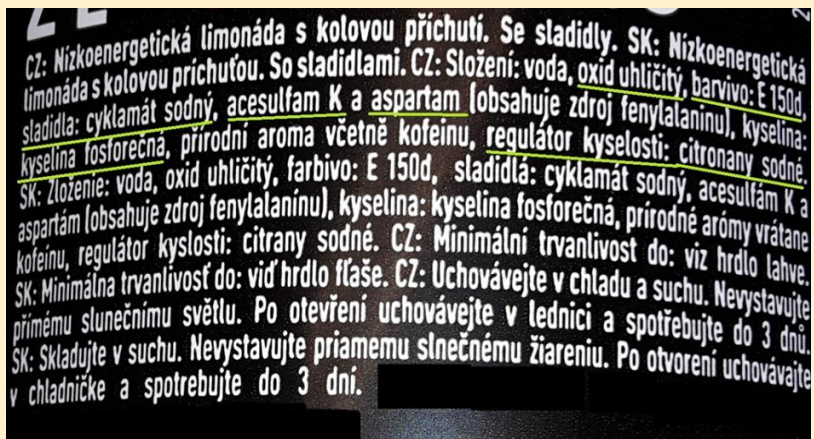 CZ: Nízkoenergetická limonáda s kolovou příchutí. Se sladidly. SK: Nízkoenergetická
limonáda s kolovou príchuťou. So sladidlami. CZ: Složení: voda, oxid uhličitý, barvivo: E 150d,
sladidla: cyklamát sodný, acesulfam K a aspartam (obsahuje zdroj fenylalaninu), kyselina:
kyselina fosforečná, přírodní aroma včetně kofeinu, regulátor kyselosti: citronany sodné.
SK: Zloženie: voda, oxid uhličitý, farbivo: E 150d, sladidlá: cyklamát sodný, acesulfám K a
aspartám (obsahuje zdroj fenylalanínu), kyselina: kyselina fosforečná, prírodné arómy vrátane
kofeínu, regulátor kyslosti: citrany sodné. CZ: Minimální trvanlivost do: viz hrdlo lahve.
SK: Minimálna trvanlivosť do: viď hrdlo fľaše. CZ: Uchovávejte v chladu a suchu. Nevystavujte
přímému slunečnímu světlu. Po otevření uchovávejte v lednici a spotřebujte do 3 dnů.
SK: Skladujte v suchu. Nevystavujte priamemu slnečnému žiareniu. Po otvorení uchovávajte
v chladničke a spotrebujte do 3 dní.